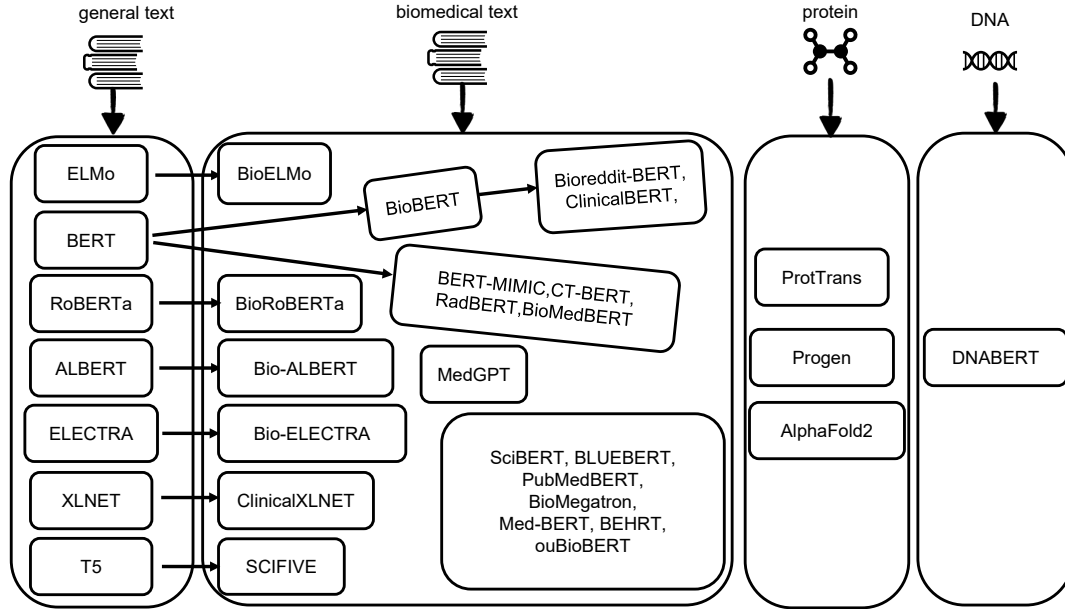 general text
biomedical text
protein
DNA
ELMo
BERT
RoBERTa
ALBERT
ELECTRA
XLNET
T5
BioELMo
BioBERT
Bioreddit-BERT,
ClinicalBERT,
BERT-MIMIC,CT-BERT,
RadBERT,BioMedBERT
BioRoBERTa
Bio-ALBERT
MedGPT
Bio-ELECTRA
ClinicalXLNET
SCIFIVE
SciBERT, BLUEBERT,
PubMedBERT,
BioMegatron,
Med-BERT, BEHRT,
ouBioBERT
ProtTrans
Progen
AlphaFold2
DNABERT